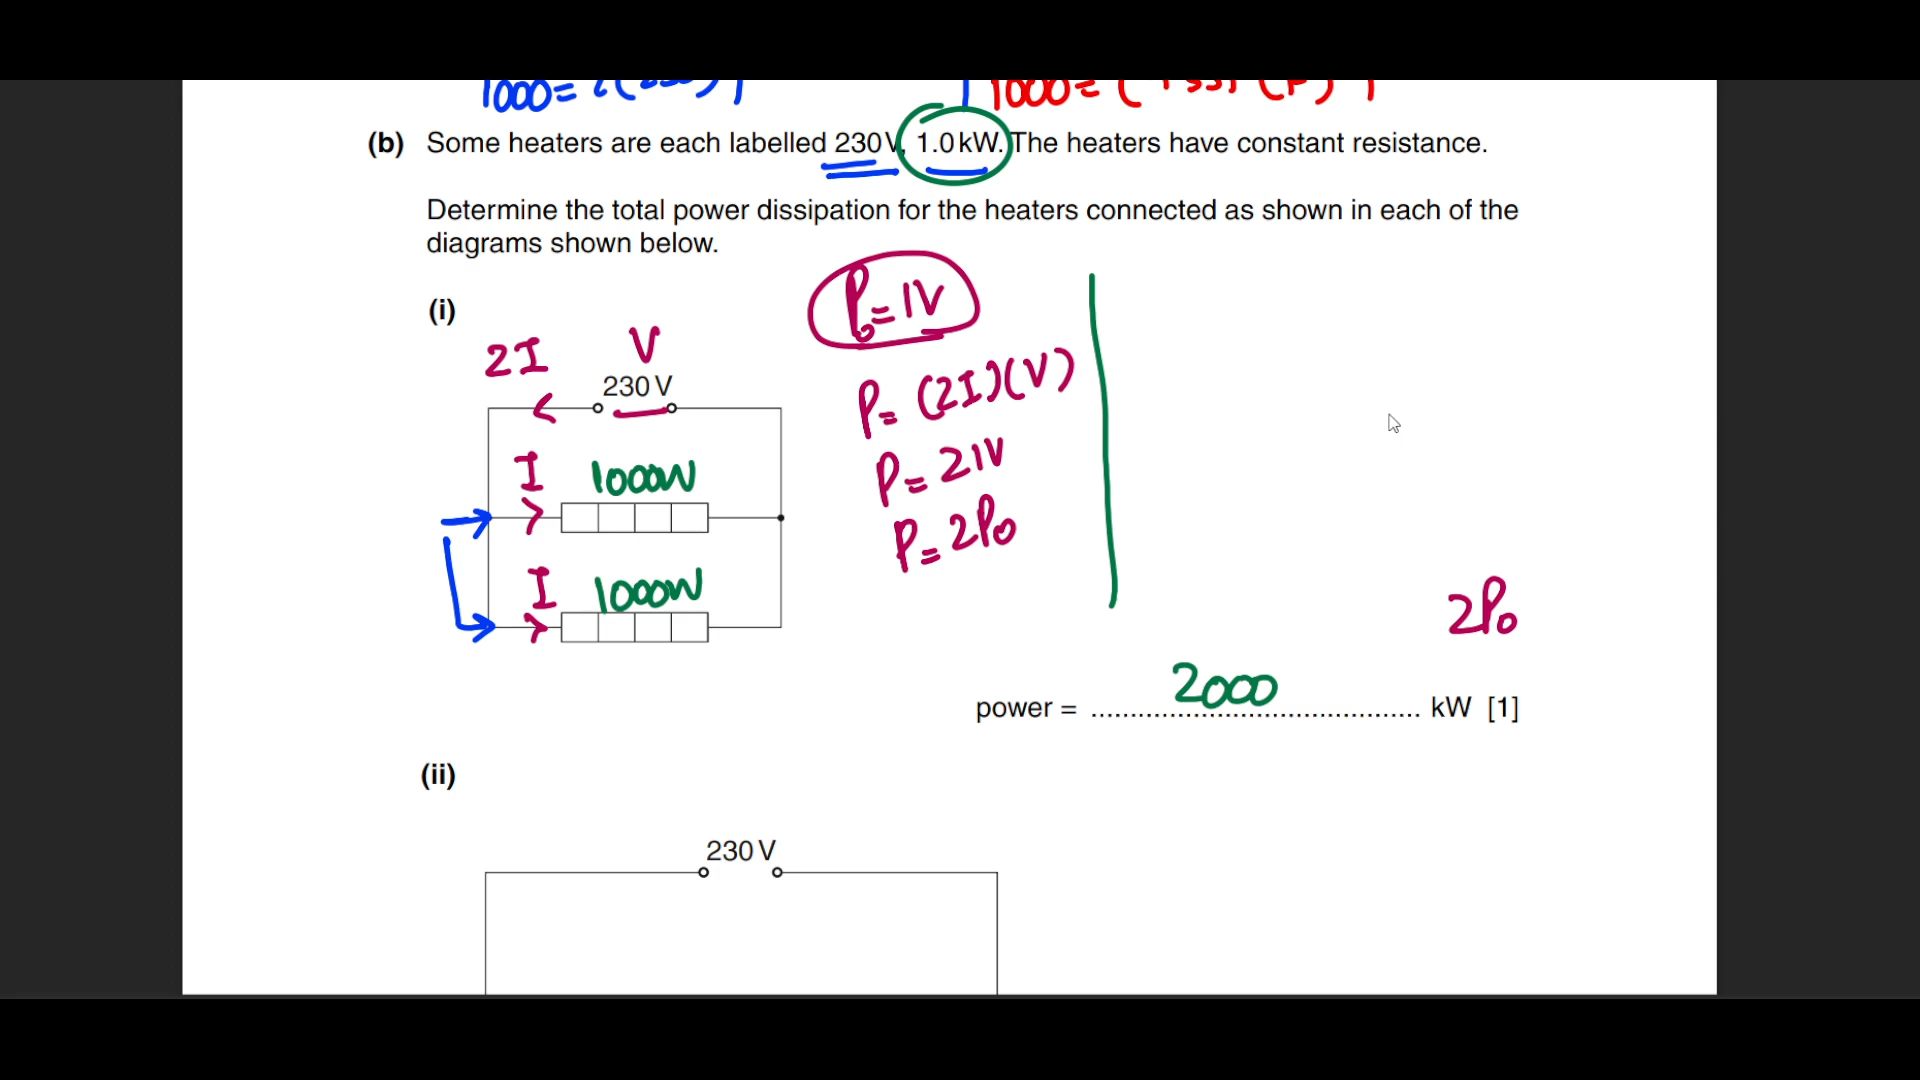 1000=
1000=
(b) Some heaters are each labelled 230 V, 1.0 kW. The heaters have constant resistance.
Determine the total power dissipation for the heaters connected as shown in each of the
diagrams shown below.
(i)
P₀=IV
2I V
230 V
P=(2I)(V)
I 1000W
P=2IV
P=2P₀
I 1000W
2P₀
power = 2000 kW [1]
(ii)
230 V